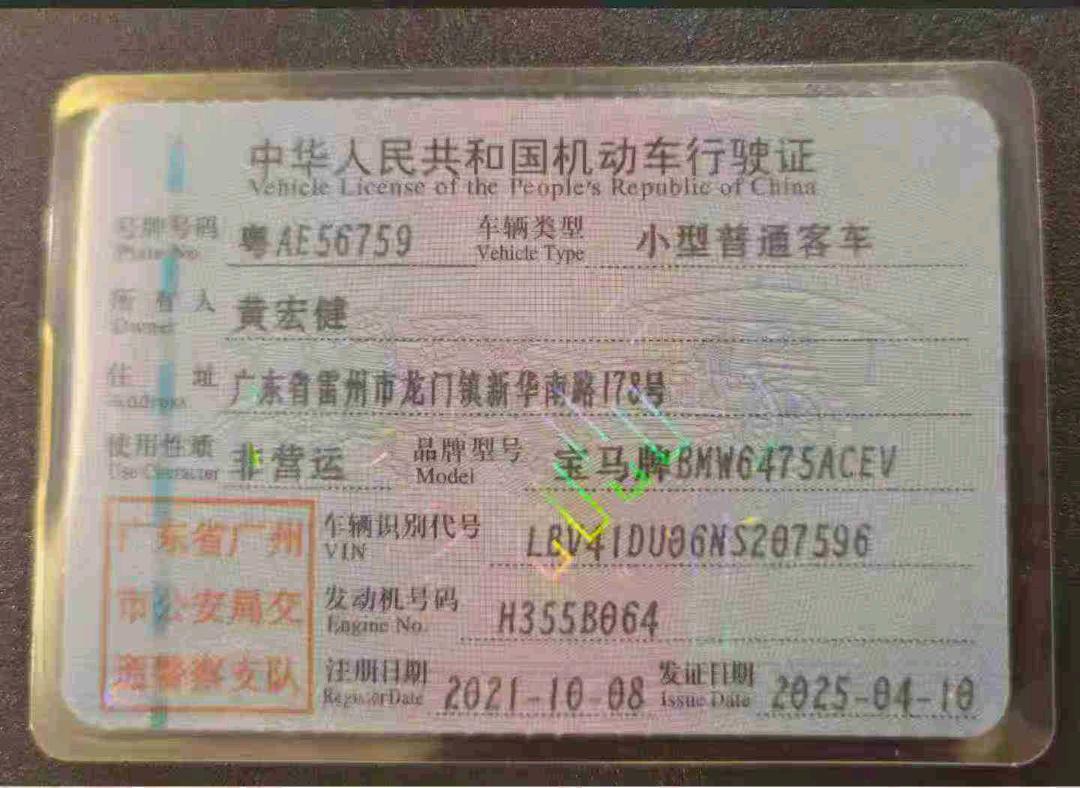 中华人民共和国机动车行驶证
Vehicle License of the People's Republic of China
号牌号码 粤AE56759 车辆类型 小型普通客车
Plate No. Vehicle Type
所有人 黄宏健
Owner
住址 广东省雷州市龙门镇新华南路178号
Address
使用性质 非营运 品牌型号 宝马牌BMW6475ACEV
Use Character Model
广东省广州 车辆识别代号 LBV41DU06NS207596
VIN
市公安局交 发动机号码 H355B064
Engine No.
通警察支队 注册日期 2021-10-08 发证日期 2025-04-10
Register Date Issue Date